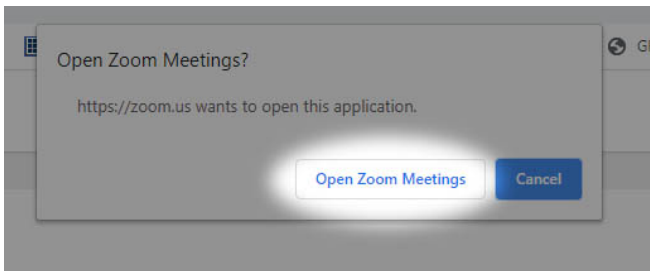 Open Zoom Meetings?
https://zoom.us wants to open this application.
Open Zoom Meetings
Cancel